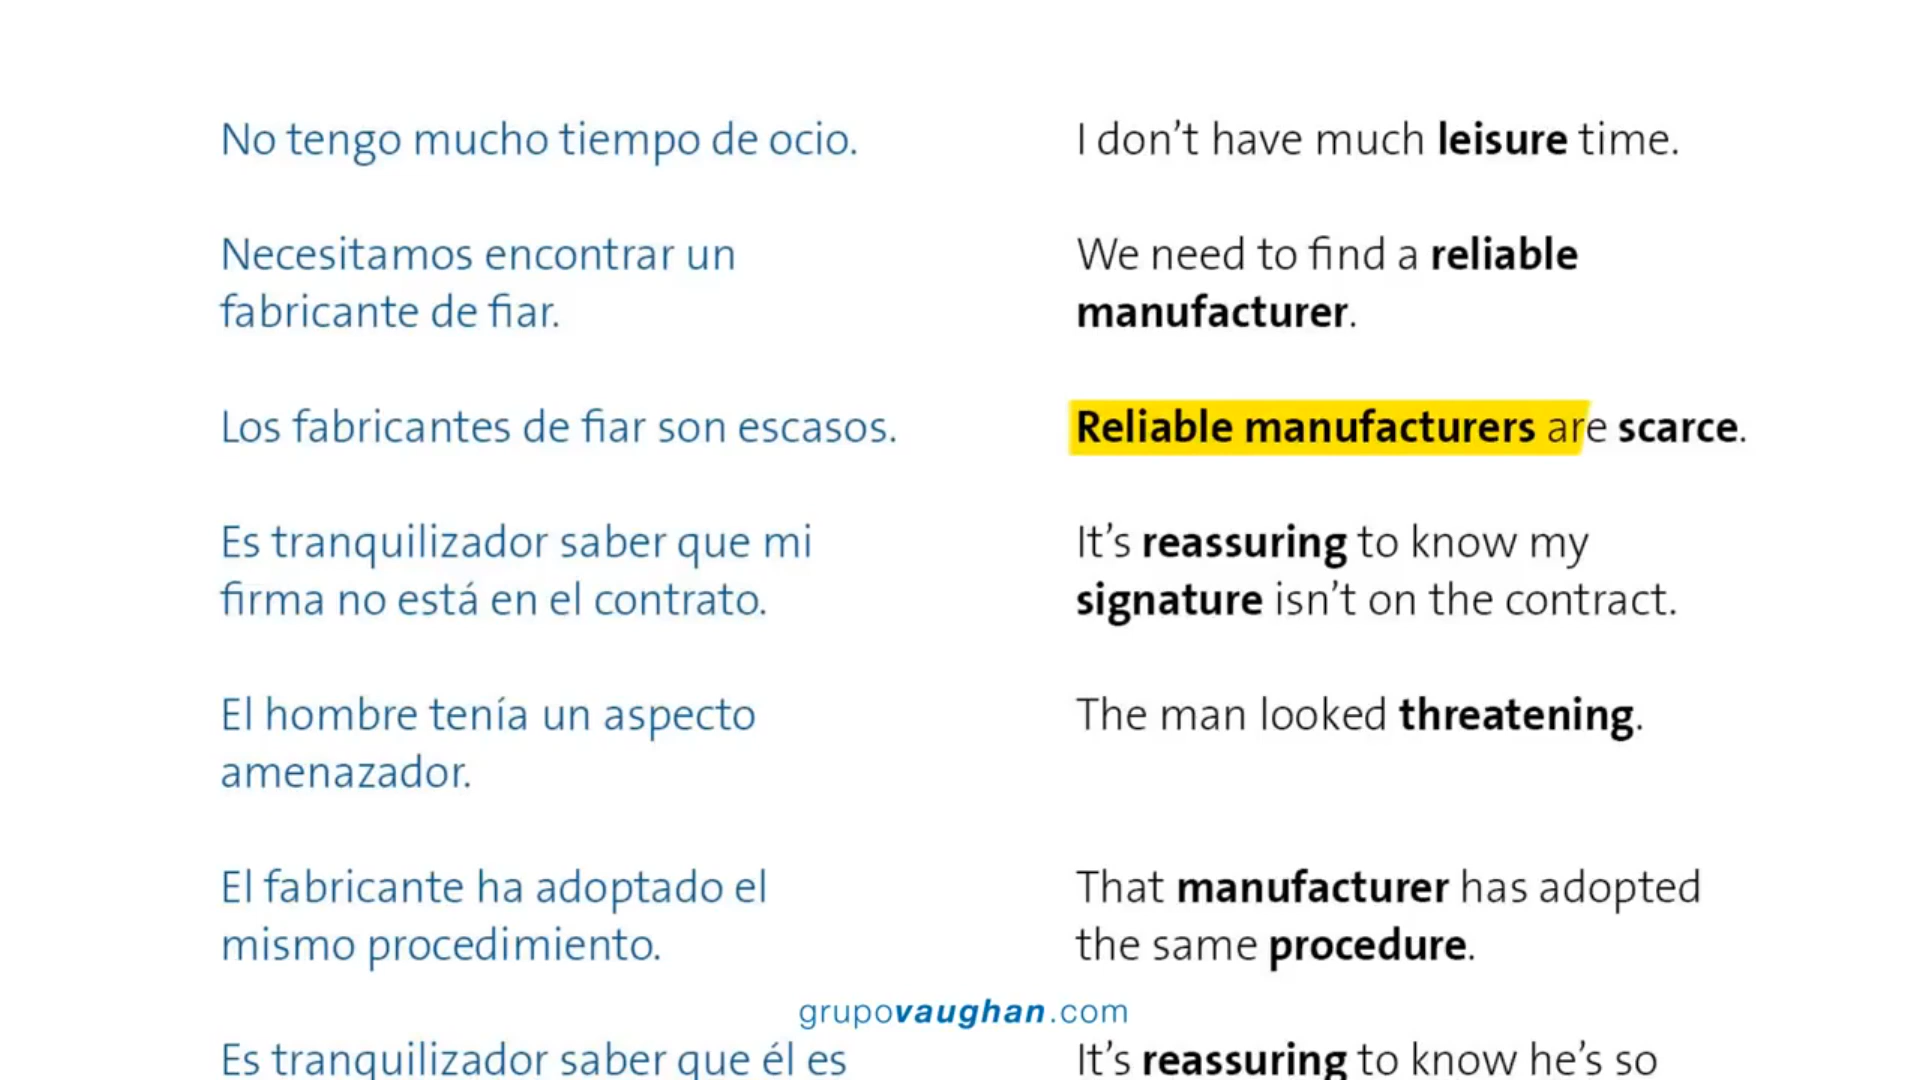 No tengo mucho tiempo de ocio.
I don’t have much leisure time.
Necesitamos encontrar un
fabricante de fiar.
We need to find a reliable
manufacturer.
Los fabricantes de fiar son escasos.
Reliable manufacturers are scarce.
Es tranquilizador saber que mi
firma no está en el contrato.
It’s reassuring to know my
signature isn’t on the contract.
El hombre tenía un aspecto
amenazador.
The man looked threatening.
El fabricante ha adoptado el
mismo procedimiento.
That manufacturer has adopted
the same procedure.
grupovaughan.com
Es tranquilizador saber que él es
It’s reassuring to know he’s so